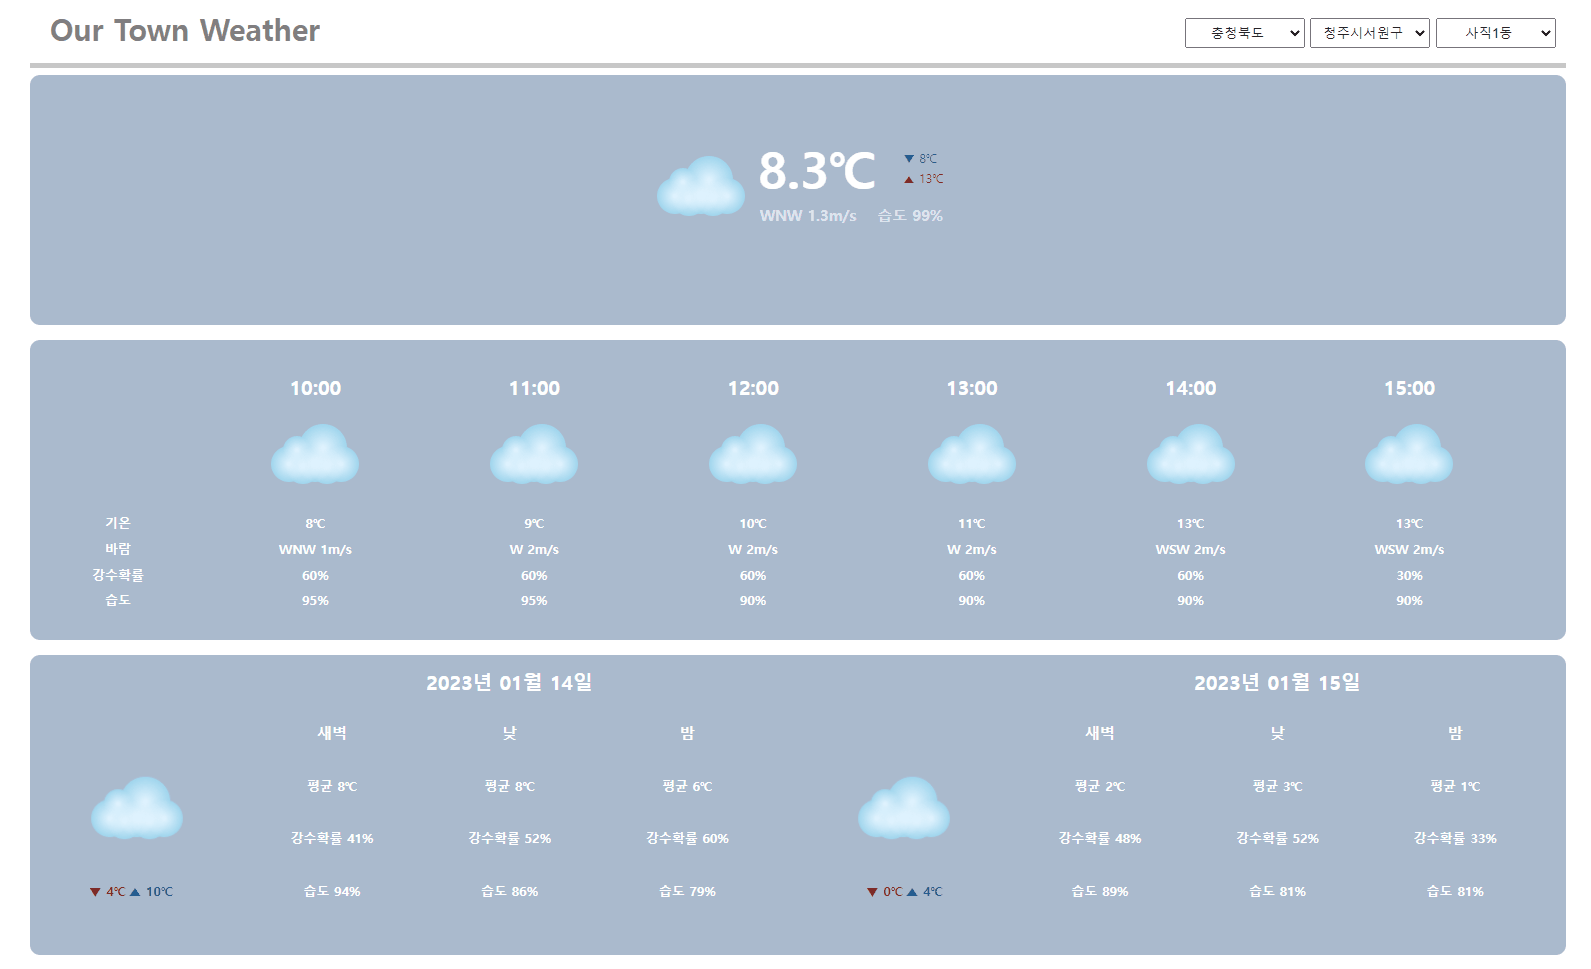 Our Town Weather 충청북도 청주시서원구 사직1동
8.3℃ ▼ 8℃
▲ 13℃
WNW 1.3m/s 습도 99%
10:00 11:00 12:00 13:00 14:00 15:00
기온 8℃ 9℃ 10℃ 11℃ 13℃ 13℃
바람 WNW 1m/s W 2m/s W 2m/s W 2m/s WSW 2m/s WSW 2m/s
강수확률 60% 60% 60% 60% 60% 30%
습도 95% 95% 90% 90% 90% 90%
2023년 01월 14일
새벽 낮 밤
평균 8℃ 평균 8℃ 평균 6℃
강수확률 41% 강수확률 52% 강수확률 60%
▼ 4℃ ▲ 10℃ 습도 94% 습도 86% 습도 79%
2023년 01월 15일
새벽 낮 밤
평균 2℃ 평균 3℃ 평균 1℃
강수확률 48% 강수확률 52% 강수확률 33%
▼ 0℃ ▲ 4℃ 습도 89% 습도 81% 습도 81%